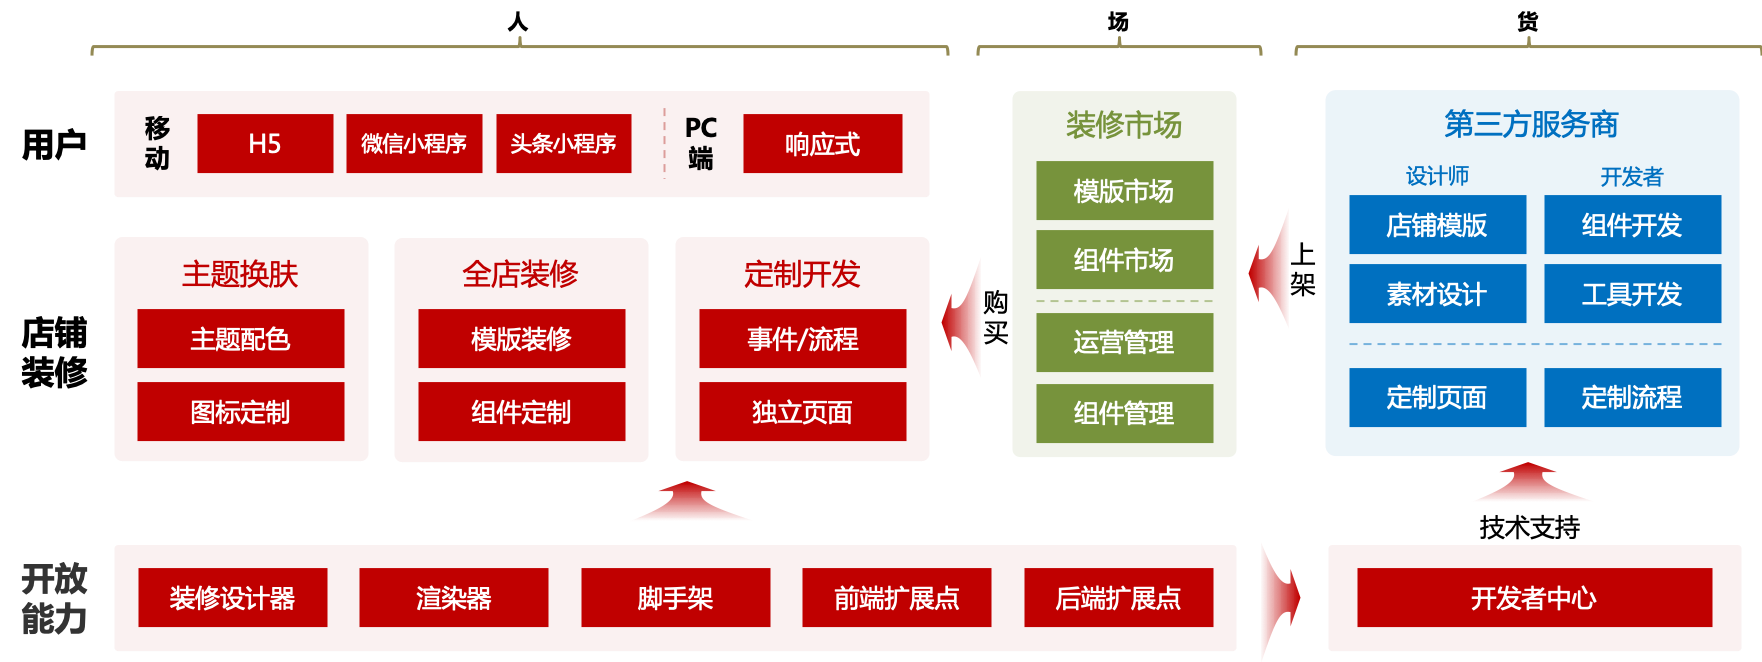 人
场
货
用户
移动
H5
微信小程序
头条小程序
PC端
响应式
店铺
装修
主题换肤
主题配色
图标定制
全店装修
模版装修
组件定制
定制开发
事件/流程
独立页面
购买
装修市场
模版市场
组件市场
运营管理
组件管理
上架
第三方服务商
设计师
开发者
店铺模版
组件开发
素材设计
工具开发
定制页面
定制流程
技术支持
开放
能力
装修设计器
渲染器
脚手架
前端扩展点
后端扩展点
开发者中心